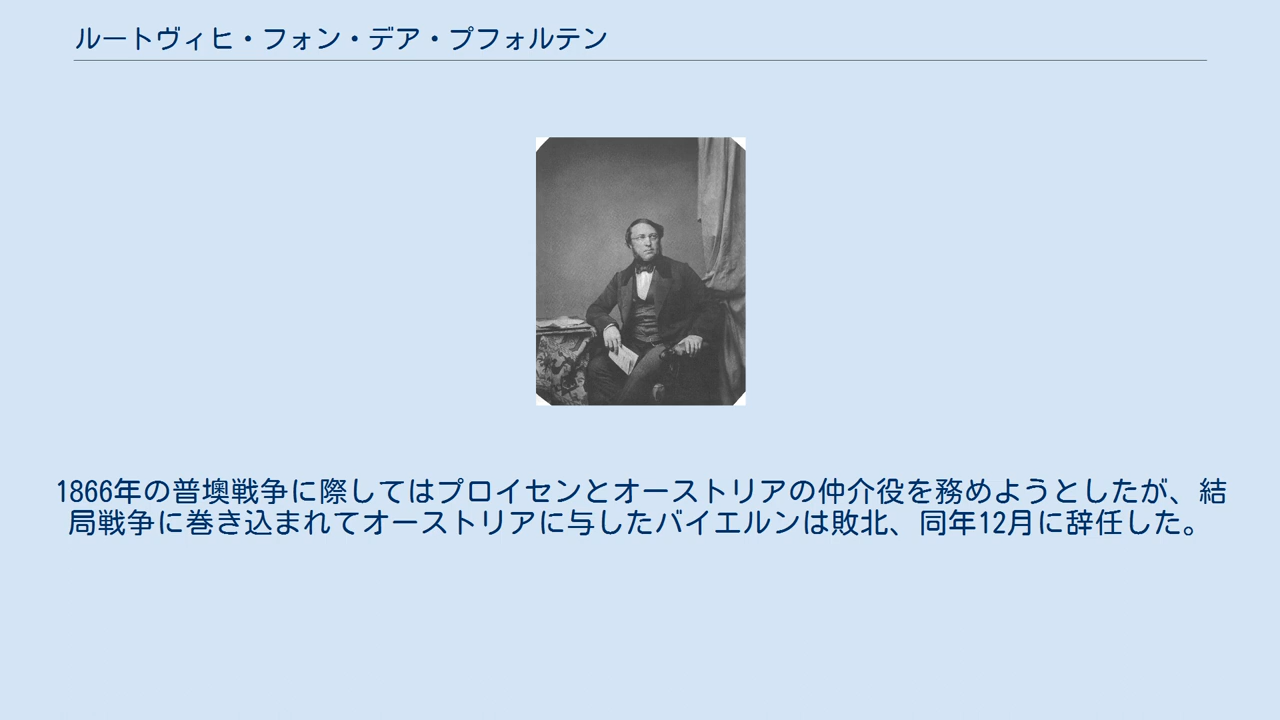 ルートヴィヒ・フォン・デア・プフォルテン
1866年の普墺戦争に際してはプロイセンとオーストリアの仲介役を務めようとしたが、結
局戦争に巻き込まれてオーストリアに与したバイエルンは敗北、同年12月に辞任した。